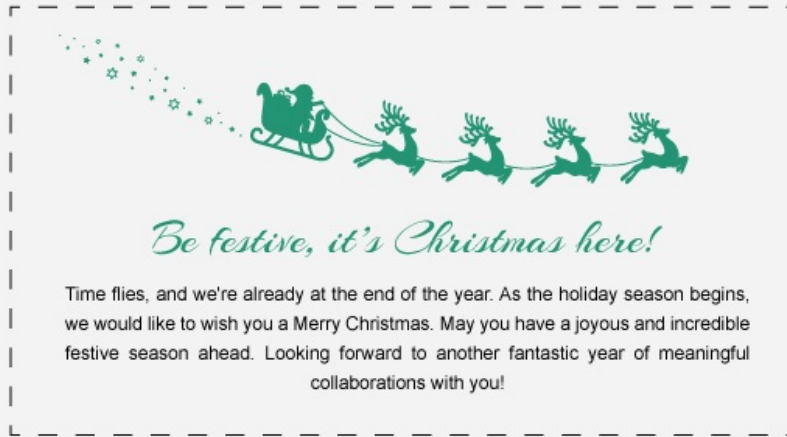 Be festive, it's Christmas here!
Time flies, and we're already at the end of the year. As the holiday season begins,
we would like to wish you a Merry Christmas. May you have a joyous and incredible
festive season ahead. Looking forward to another fantastic year of meaningful
collaborations with you!